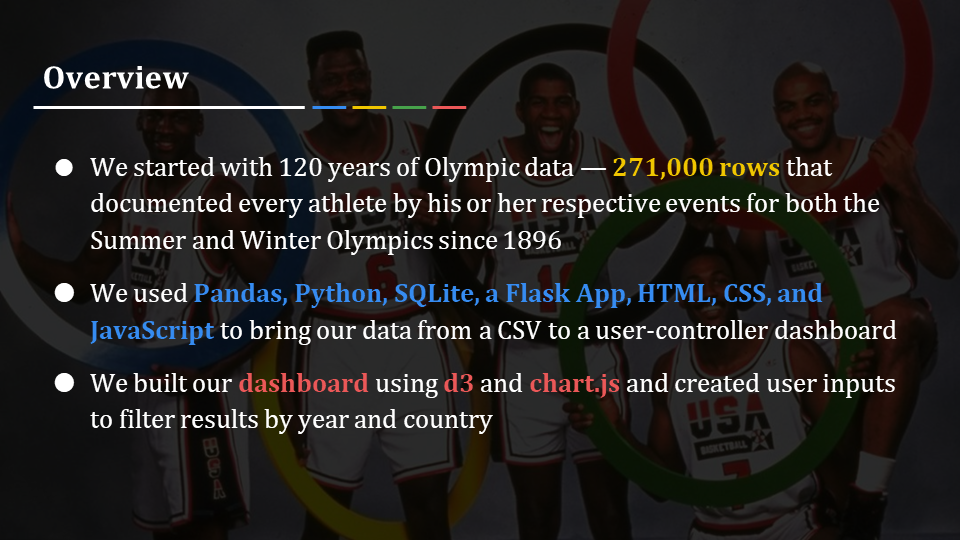 Overview
● We started with 120 years of Olympic data — 271,000 rows that
documented every athlete by his or her respective events for both the
Summer and Winter Olympics since 1896
● We used Pandas, Python, SQLite, a Flask App, HTML, CSS, and
JavaScript to bring our data from a CSV to a user-controller dashboard
● We built our dashboard using d3 and chart.js and created user inputs
to filter results by year and country
USA
BASKETBALL